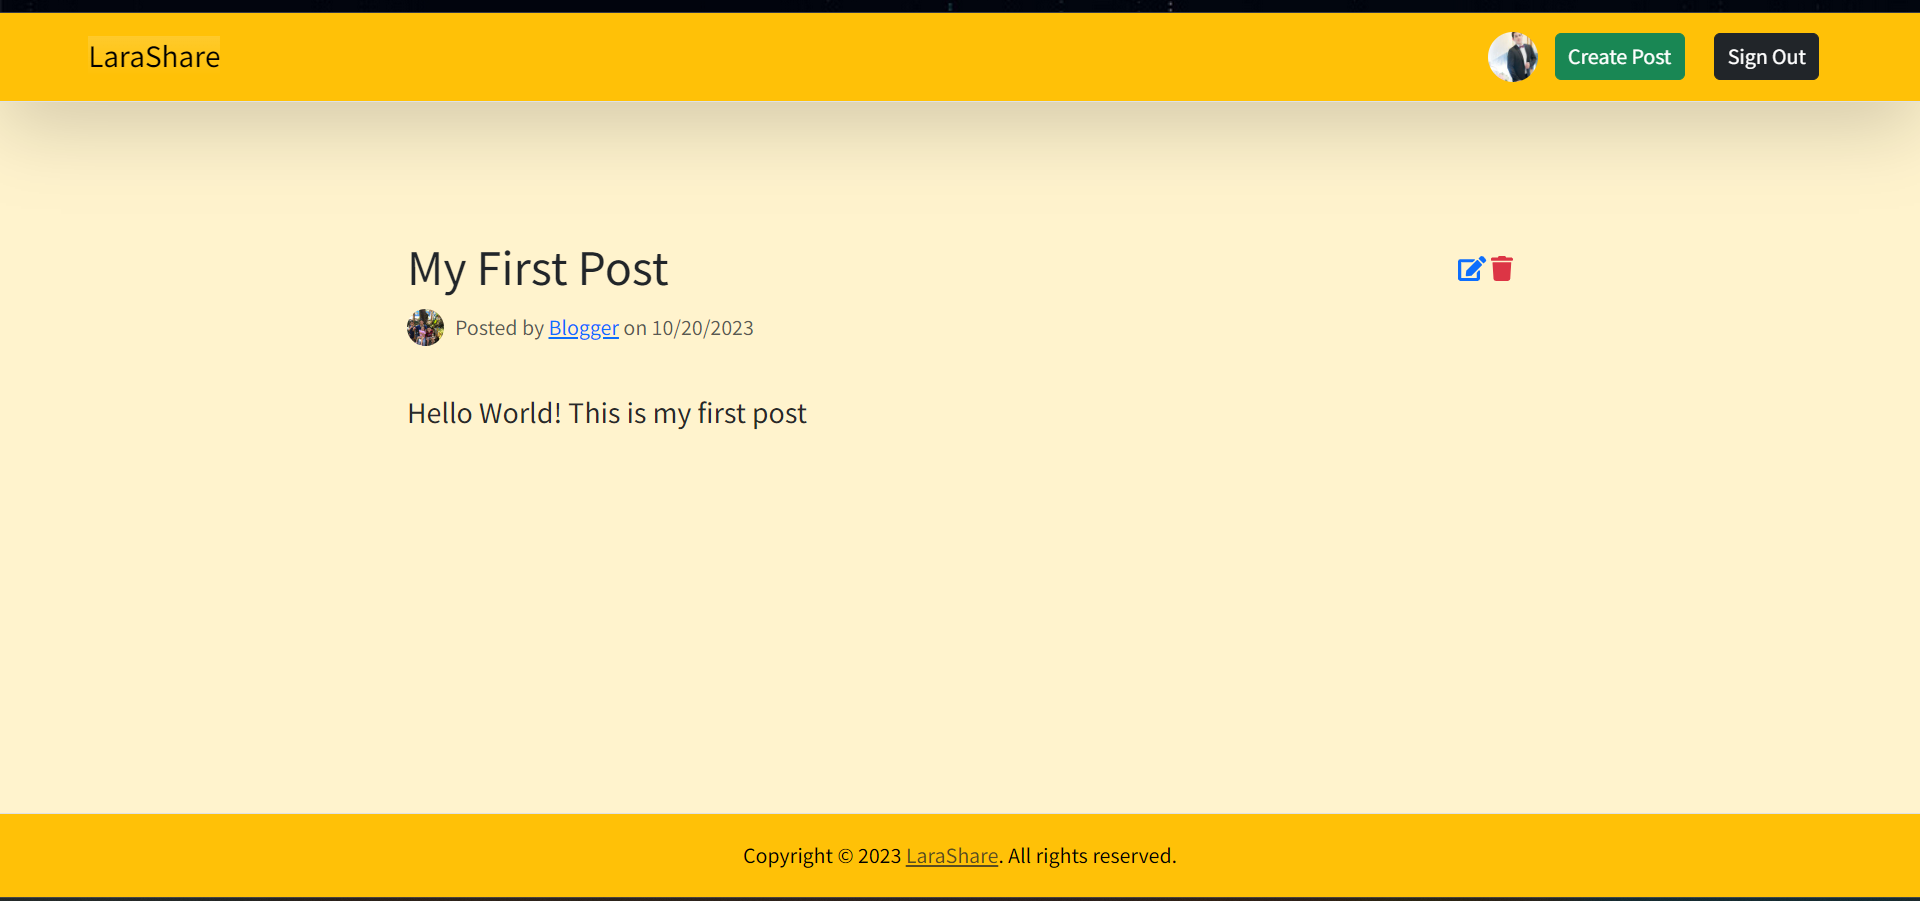 LaraShare
Create Post
Sign Out
My First Post
Posted by Blogger on 10/20/2023
Hello World! This is my first post
Copyright © 2023 LaraShare. All rights reserved.